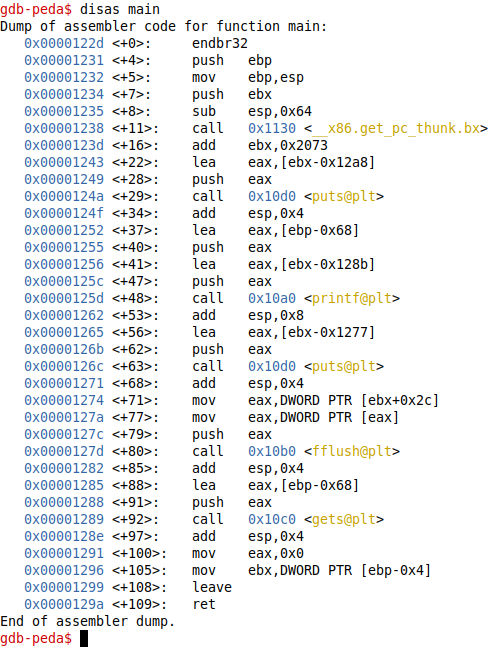 gdb-peda$ disas main
Dump of assembler code for function main:
   0x0000122d <+0>:     endbr32
   0x00001231 <+4>:     push   ebp
   0x00001232 <+5>:     mov    ebp,esp
   0x00001234 <+7>:     push   ebx
   0x00001235 <+8>:     sub    esp,0x64
   0x00001238 <+11>:    call   0x1130 <__x86.get_pc_thunk.bx>
   0x0000123d <+16>:    add    ebx,0x2073
   0x00001243 <+22>:    lea    eax,[ebx-0x12a8]
   0x00001249 <+28>:    push   eax
   0x0000124a <+29>:    call   0x10d0 <puts@plt>
   0x0000124f <+34>:    add    esp,0x4
   0x00001252 <+37>:    lea    eax,[ebp-0x68]
   0x00001255 <+40>:    push   eax
   0x00001256 <+41>:    lea    eax,[ebx-0x128b]
   0x0000125c <+47>:    push   eax
   0x0000125d <+48>:    call   0x10a0 <printf@plt>
   0x00001262 <+53>:    add    esp,0x8
   0x00001265 <+56>:    lea    eax,[ebx-0x1277]
   0x0000126b <+62>:    push   eax
   0x0000126c <+63>:    call   0x10d0 <puts@plt>
   0x00001271 <+68>:    add    esp,0x4
   0x00001274 <+71>:    mov    eax,DWORD PTR [ebx+0x2c]
   0x0000127a <+77>:    mov    eax,DWORD PTR [eax]
   0x0000127c <+79>:    push   eax
   0x0000127d <+80>:    call   0x10b0 <fflush@plt>
   0x00001282 <+85>:    add    esp,0x4
   0x00001285 <+88>:    lea    eax,[ebp-0x68]
   0x00001288 <+91>:    push   eax
   0x00001289 <+92>:    call   0x10c0 <gets@plt>
   0x0000128e <+97>:    add    esp,0x4
   0x00001291 <+100>:   mov    eax,0x0
   0x00001296 <+105>:   mov    ebx,DWORD PTR [ebp-0x4]
   0x00001299 <+108>:   leave
   0x0000129a <+109>:   ret
End of assembler dump.
gdb-peda$